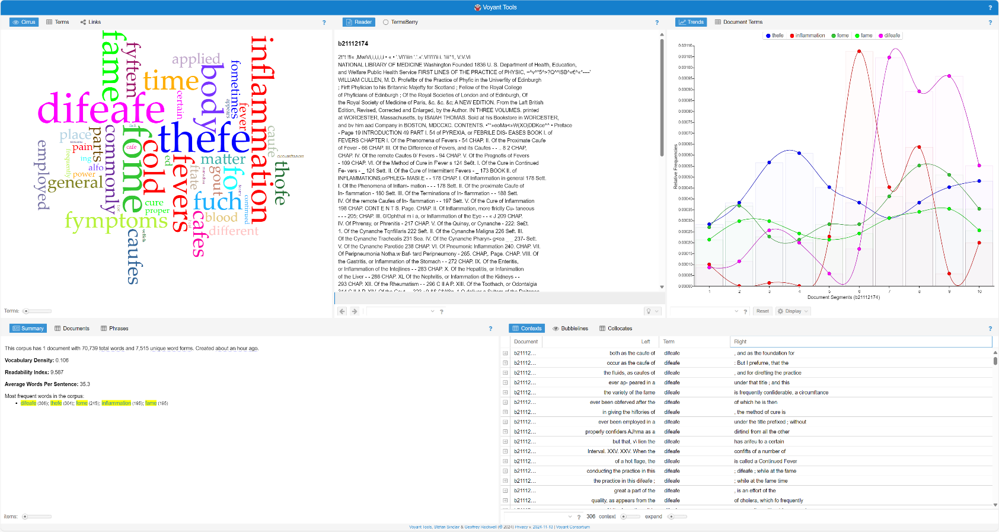 Voyant Tools
?
Cirrus Terms Links ?
fame
fyftem
applied
time
body
fometimes
inflammation
certain
appears
fever
difeafe
thefe
caufe
place
parts
commonly
fome
cold
pain
cafe
employed
frequently
ing
alfo
power
general
ed
matter
circumftances
fevers
ftate
gout
fo
thofe
cure
proper
fuch
continued
fymptoms
cafes
blood
different
caufes
veffels
Terms:
Reader TermsBerry ?
b21112174
NATIONAL LIBRARY OF MEDICINE Washington Founded 1836 U. S. Department of Health, Education,
and Welfare Public Health Service FIRST LINES OF THE PRACTICE of PHYSIC,
WILLIAM CULLEN, M. D. Profeflbr of the Practice of Phyfic in the Univerfity of Edinburgh
; Firft Phylician to his Britannic Majefty for Scotland ; Fellow of the Royal College
of Phyficians of Edinburgh ; Of the Royal Societies of London and of Edinburgh, Of
the Royal Society of Medicine of Paris, &c. &c. &c; A NEW EDITION. From the Laft British
Edition, Revised, Corrected and Enlarged, by the Author. IN THREE VOLUMES. printed
at WORCESTER, Massachusetts, by ISAIAH THOMAS. Sold at his Bookstore in WORCESTER,
and bv him aad Company in BOSTON, MDCCXC. CONTENTS. Preface
- Page 19 INTRODUCTION 49 PART I. 54 of PYREXIA, or FEBRILE DIS- EASES BOOK I. of
FEVERS CHAPTER I. Of the Phenomena of Fevers - 54 CHAP. II. Of the Proximate Caufe
of Fever - 66 CHAP. III. Of the Difference of Fevers, and its Caufes - - .. 8 2 CHAP,
CHAP. IV. Of the remote Caufes 0/ Fevers - 94 CHAP. V. Of the Prognofis of Fevers
- 109 CHAP. VI. Of the Method of Cure in F'ever s 124 Se6t. I. Of the Cure in Continued
Fe- vers - _ 124 Sett. II. Of the Cure of Intermittent Fevers - _ 173 BOOK II. of
INFLAMMATIONS,orPHLEG- MASI.E - - 178 CHAP. I. Of Inflammation in general 178 Sett.
I. Of the Phenomena of Inflam- mation - - - 178 Sett. II. Of the proximate Caufe of
In- flammation - 180 Sett. III. Of the Terminations of In- flammation - - 188 Sett.
IV. Of the remote Caufes of In- flammation - - 197 Sett. V. Of the Cure of Inflammation
198 CHAP. CONT E N T S. Page. CHAP. II. Of Inflammation, more flriclly Cu- taneous
- - - 205; CHAP. III. 0/Ophthal m i a, or Inflammation of the Eye - - « J 209 CHAP.
IV. Of Phrensy, or Phrenitis - 217 CHAP. V. Of the Quinsy, or Cynanche - 222: Se£t.
1. Of the Cynanche Tqnfillaris 222 Seft. II. Of the Cynanche Maligna 226 Seft. III.
Of the Cynanche Trachealis 231 Sea. IV. Of the Cynanche Pharyn- g<ea __ _ 237- Sett.
V. Of the Cynanche Parotide 238 CHAP. VI. Of Pneumonic Inflammation 240. CHAP. VII.
Of Peripneumonia Notha.w Baf- tard Peripneumony - 265. CHAP,. Page. CHAP. VIII. Of
the Gastritis, or Inflammation of the Stomach - - 272 CHAP. IX. Of the Enteritis,
or Inflammation of the Intejlines - - 283 CHAP. X. Of the Hepatitis, or Infanimation
of the Liver - - 286 CHAP. XL Of the Nephritis, or Infammation of the Kidneys - -
293 CHAP. XII. Of the Rheumatism - - 296 C II A P. XIII. Of the Toothach, or Odontalgia
?
Trends Document Terms ?
thefe inflammation fome fame difeafe
Relative Frequencies
0.00110
0.00105
0.00100
0.00095
0.00090
0.00085
0.00080
0.00075
0.00070
0.00065
0.00060
0.00055
0.00050
0.00045
0.00040
0.00035
0.00030
0.00025
0.00020
0.00015
0.00010
0.00005
0.00000
1 2 3 4 5 6 7 8 9 10
Document Segments (b21112174)
? Reset Display
Summary Documents Phrases ?
This corpus has 1 document with 70,739 total words and 7,515 unique word forms. Created about an hour ago.
Vocabulary Density: 0.106
Readability Index: 9.587
Average Words Per Sentence: 35.3
Most frequent words in the corpus:
• difeafe (306); thefe (304); fome (245); inflammation (195); fame (195)
items:
Contexts Bubblelines Collocates ?
Document Left Term Right
b21112... both as the caufe of difeafe , and as the foundation for
b21112... occur as the caufe of difeafe : But I prefume, that the
b21112... the fluids, as caufes of difeafe , and for direfling the practice
b21112... ever ap- peared in a difeafe under that title ; and this
b21112... the variety of the fame difeafe is frequently confiderable, a circumftance
b21112... ever been obferved after the difeafe of which he is then
b21112... in giving the hiflories of difeafe , the method of cure is
b21112... ever been employed in a difeafe under the title prefixed ; without
b21112... properly confiders AJhma as a difeafe dirtincl from all the other
b21112... but that, v\ lien the difeafe has arifeu to a certain
b21112... Interval. XXV. XXV. When the difeafe confifts of a number of
b21112... of a hot flage, the difeafe is called a Continued Fever
b21112... conducting the practice in this difeafe ; difeafe ; while at the fame
b21112... the practice in this difeafe ; difeafe ; while at the fame time
b21112... great a part of the difeafe , is an effort of the
b21112... quality, as appears from the difeafe of cholera, which fo frequently
? 306 context expand
Voyant Tools, Stéfan Sinclair & Geoffrey Rockwell (© 2024) Privacy v. 2024-11-13 | Voyant Consortium